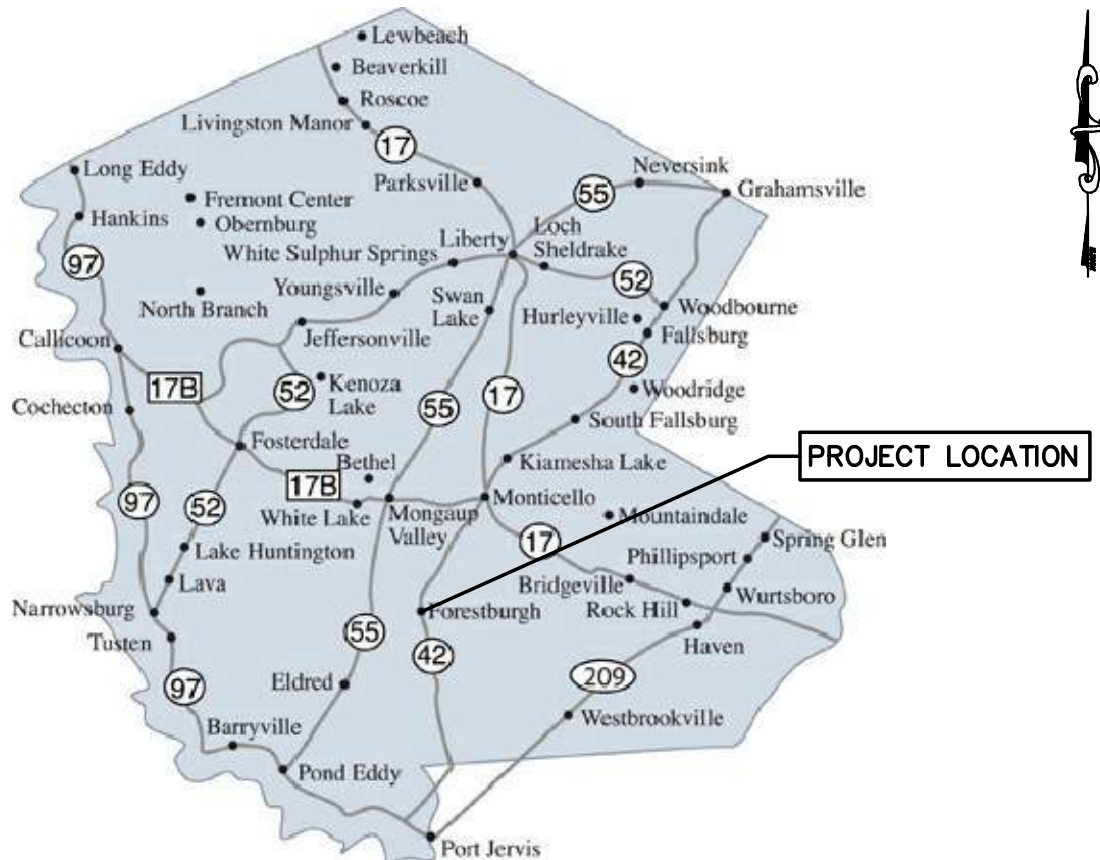 Lewbeach
Beaverkill
Roscoe
Livingston Manor
17
Long Eddy
Parksville
Neversink
55
Grahamsville
Fremont Center
Hankins
Obernburg
Liberty
Loch
Sheldrake
White Sulphur Springs
97
52
North Branch
Youngsville
Swan
Lake
Hurleyville
Woodbourne
Jeffersonville
Fallsburg
Callicoon
42
17B
52
Kenoza
Lake
55
17
Woodridge
Cochecton
South Fallsburg
Fosterdale
Bethel
Kiamesha Lake
PROJECT LOCATION
17B
97
52
White Lake
Mongaup
Valley
Monticello
Mountaindale
17
Spring Glen
Lake Huntington
Phillipsport
Lava
Bridgeville
Wurtsboro
Narrowsburg
Forestburgh
Rock Hill
Tusten
55
42
Haven
97
Eldred
209
Barryville
Westbrookville
Pond Eddy
Port Jervis